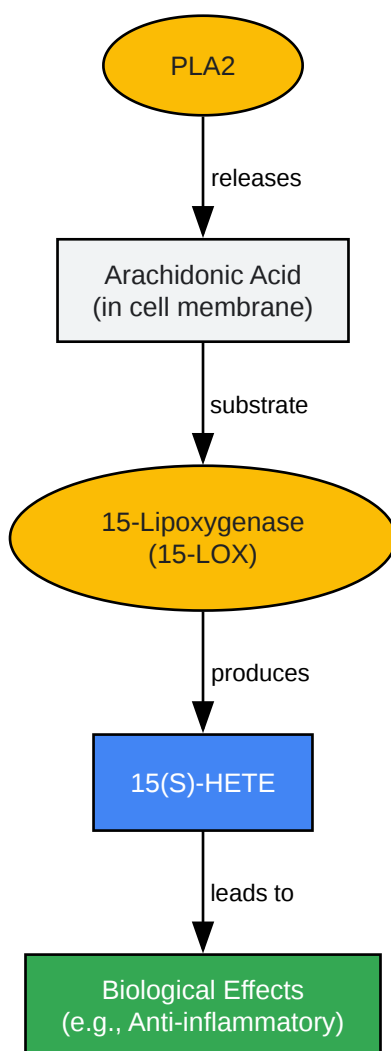 PLA2
releases
Arachidonic Acid
(in cell membrane)
substrate
15-Lipoxygenase
(15-LOX)
produces
15(S)-HETE
leads to
Biological Effects
(e.g., Anti-inflammatory)